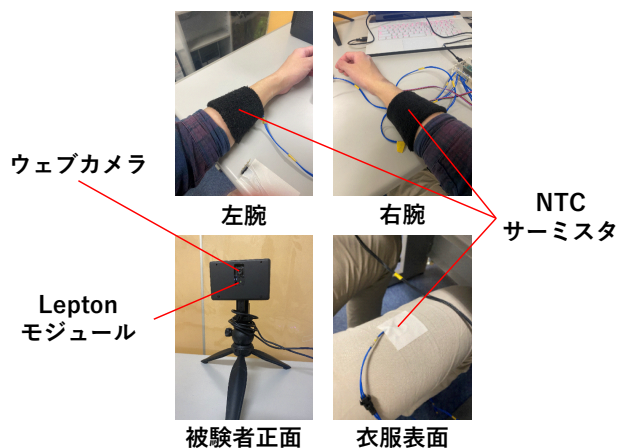 ウェブカメラ
左腕
右腕
NTC
サーミスタ
Lepton
モジュール
被験者正面
衣服表面